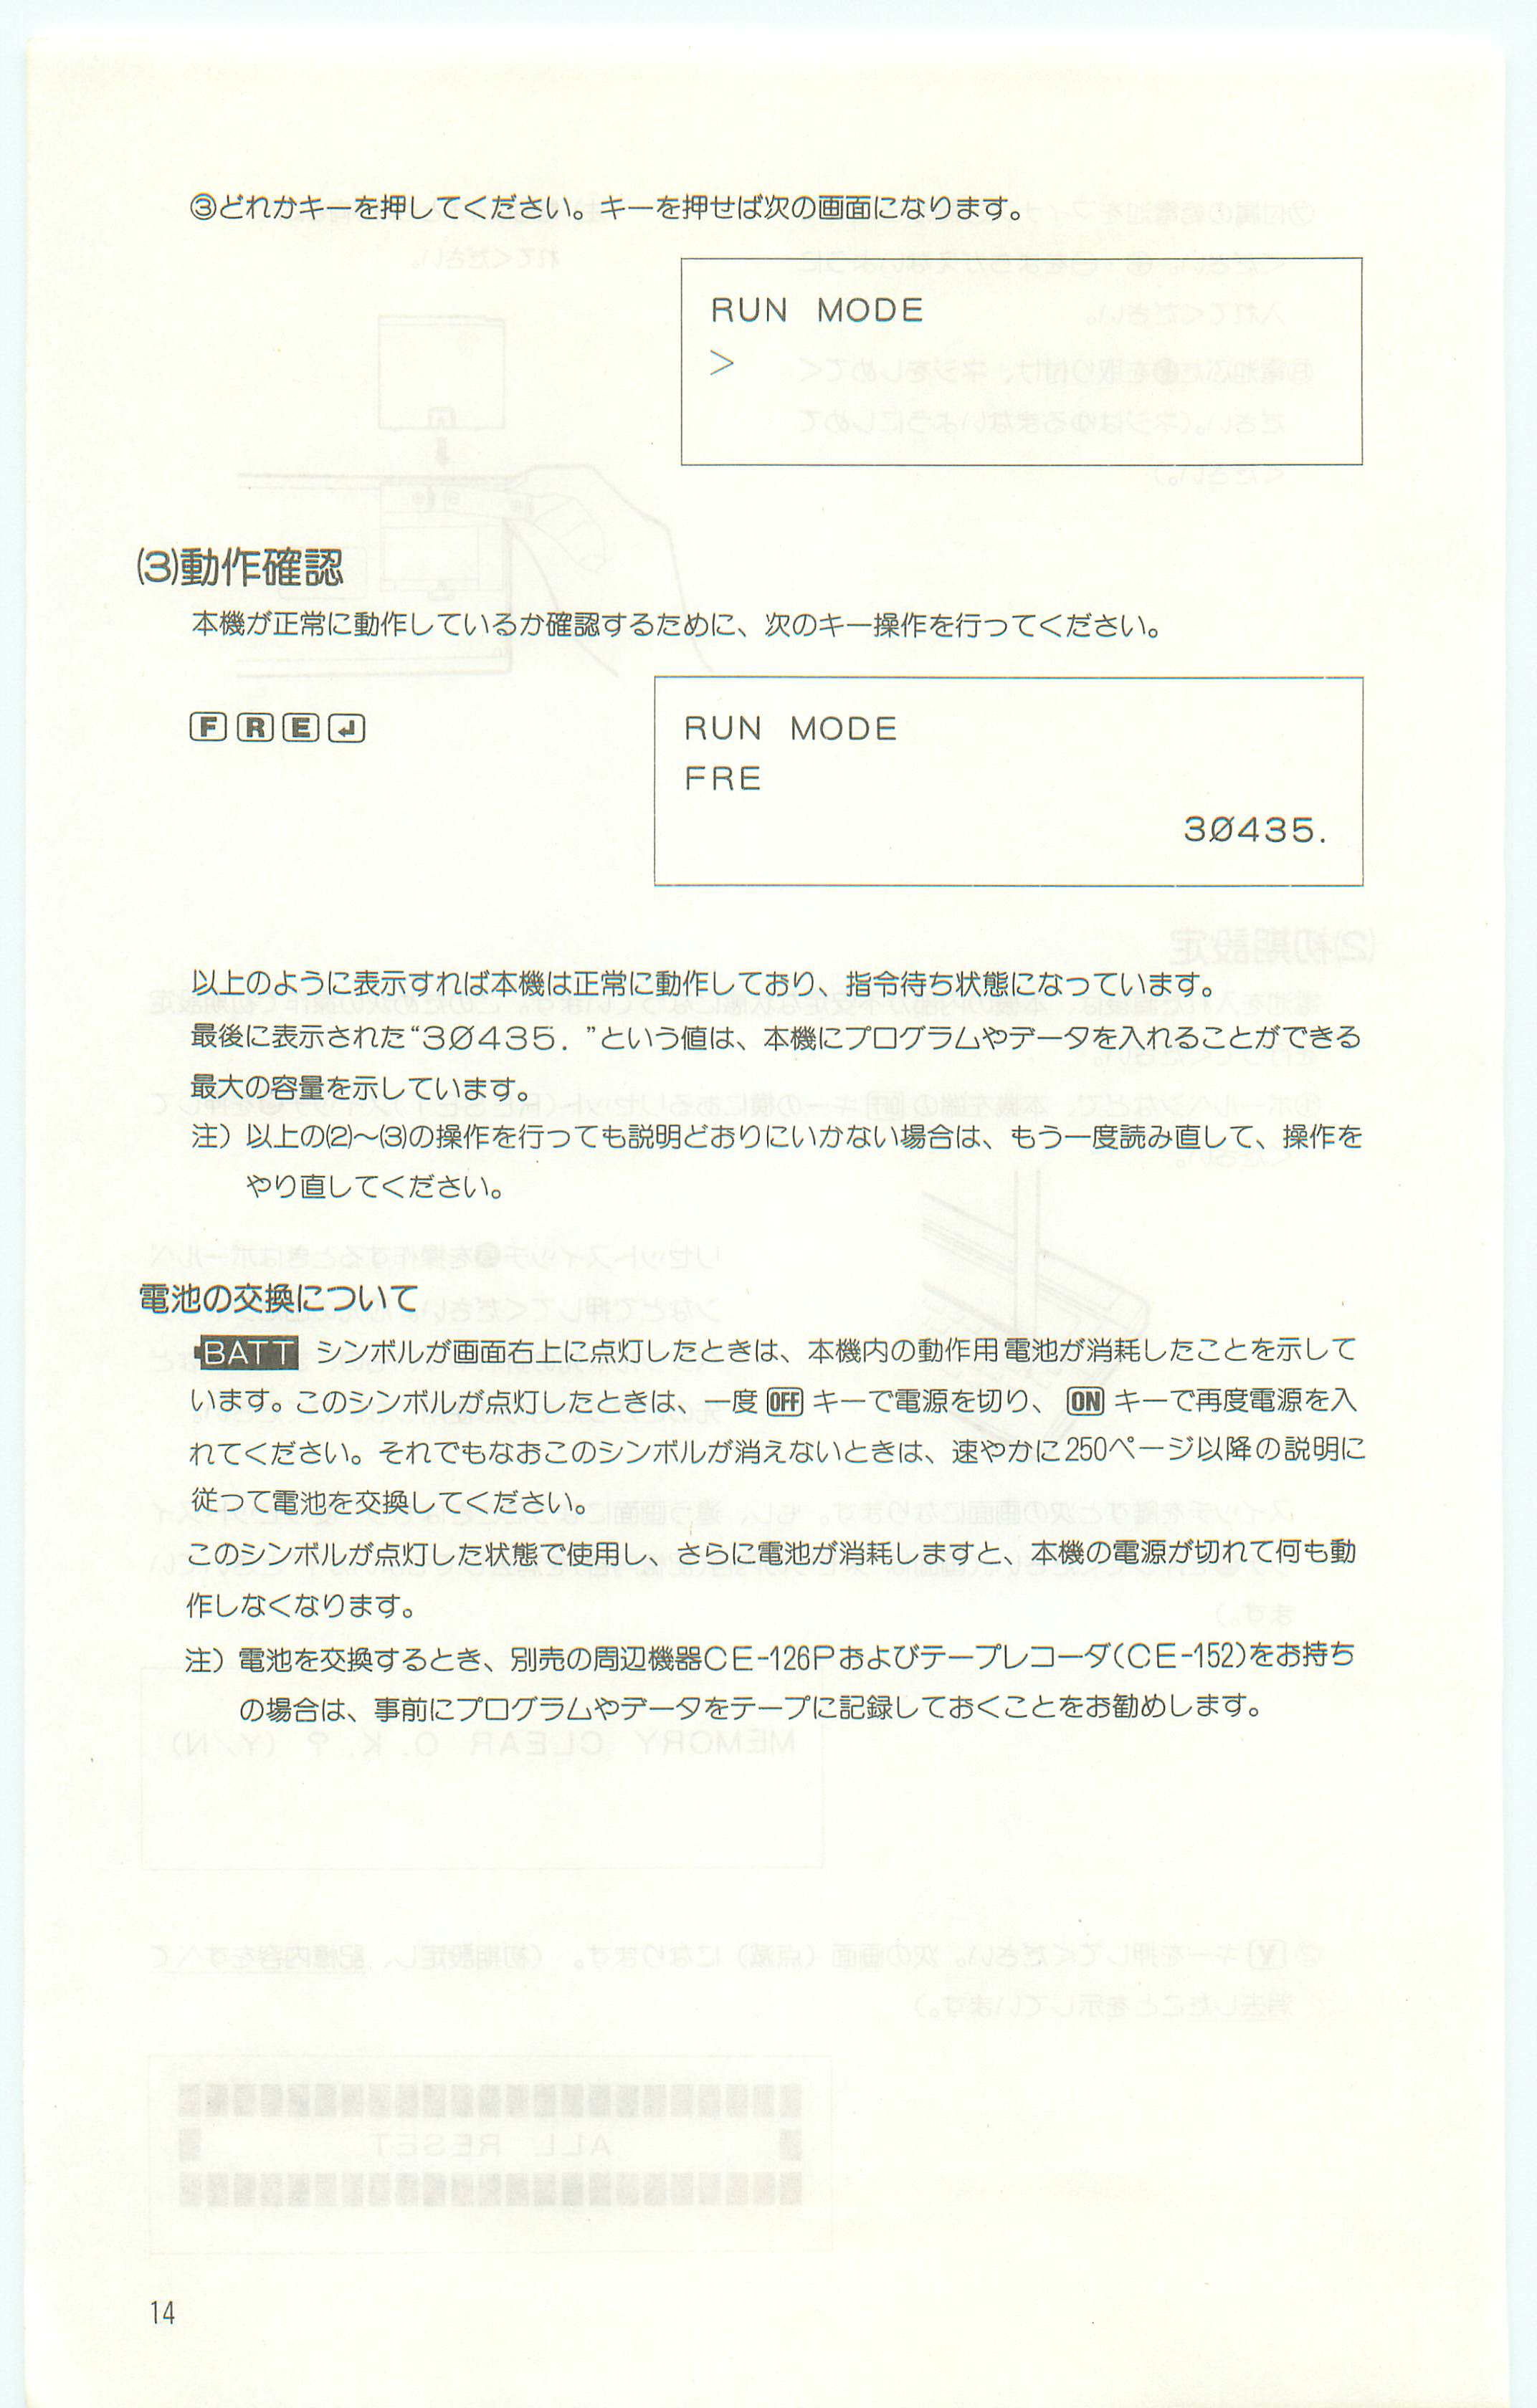 ③どれかキーを押してください。キーを押せば次の画面になります。
RUN MODE
>
(3)動作確認
本機が正常に動作しているか確認するために、次のキー操作を行ってください。
F R E ↲
RUN MODE
FRE
30435.
以上のように表示すれば本機は正常に動作しており、指令待ち状態になっています。
最後に表示された“30435.”という値は、本機にプログラムやデータを入れることができる
最大の容量を示しています。
注）以上の(2)～(3)の操作を行っても説明どおりにいかない場合は、もう一度読み直して、操作を
やり直してください。
電池の交換について
BATT シンボルが画面右上に点灯したときは、本機内の動作用電池が消耗したことを示して
います。このシンボルが点灯したときは、一度 OFF キーで電源を切り、 ON キーで再度電源を入
れてください。それでもなおこのシンボルが消えないときは、速やかに250ページ以降の説明に
従って電池を交換してください。
このシンボルが点灯した状態で使用し、さらに電池が消耗しますと、本機の電源が切れて何も動
作しなくなります。
注）電池を交換するとき、別売の周辺機器CE-126Pおよびテープレコーダ(CE-152)をお持ち
の場合は、事前にプログラムやデータをテープに記録しておくことをお勧めします。
14